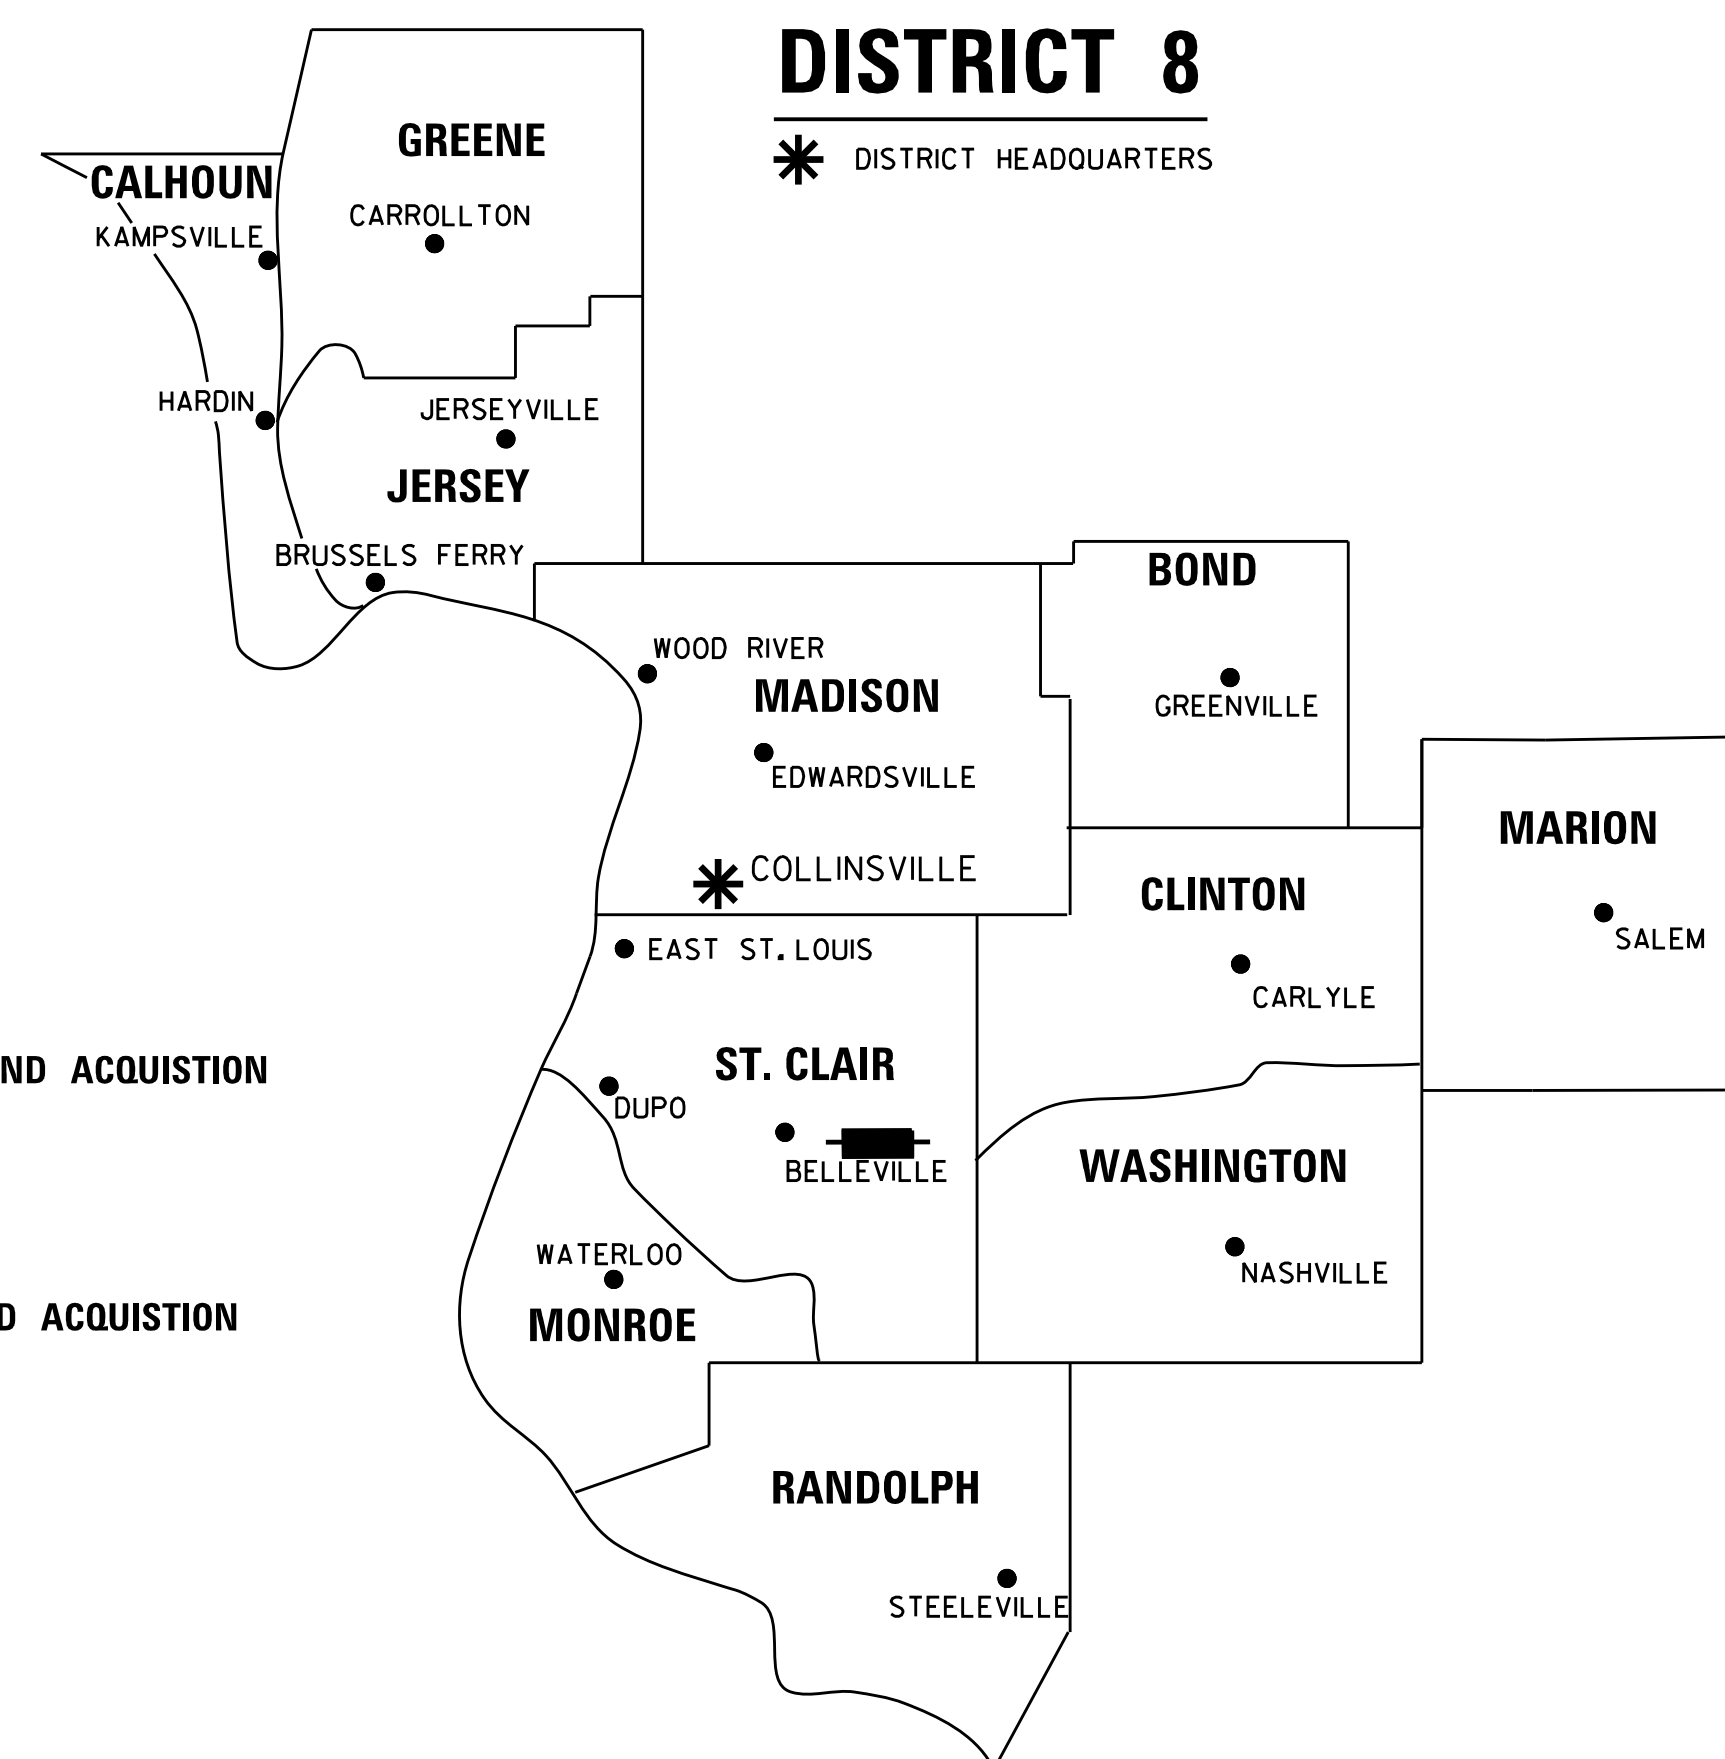 DISTRICT 8
DISTRICT HEADQUARTERS
GREENE
CALHOUN
CARROLLTON
KAMPSVILLE
HARDIN
JERSEYVILLE
JERSEY
BRUSSELS FERRY
BOND
WOOD RIVER
MADISON
GREENVILLE
EDWARDSVILLE
MARION
COLLINSVILLE
CLINTON
SALEM
EAST ST. LOUIS
CARLYLE
ST. CLAIR
ND ACQUISTION
DUPO
BELLEVILLE
WASHINGTON
WATERLOO
NASHVILLE
D ACQUISTION
MONROE
RANDOLPH
STEELEVILLE